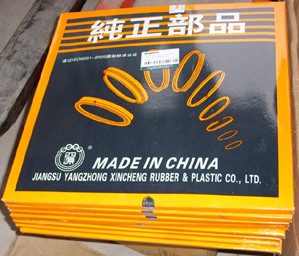 純正部品
通过ISO9001-2000国际标准认证
MADE IN CHINA
JIANGSU YANGZHONG XINCHENG RUBBER & PLASTIC CO., LTD.